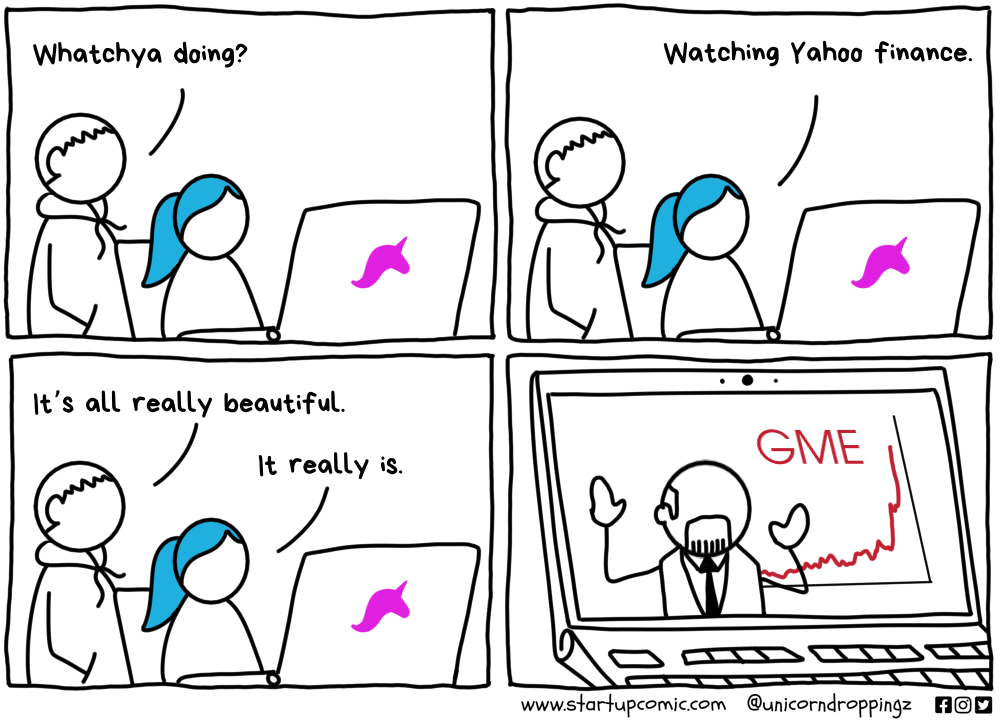 Whatchya doing?
Watching Yahoo finance.
It's all really beautiful.
It really is.
GME
www.startupcomic.com @unicorndroppingz